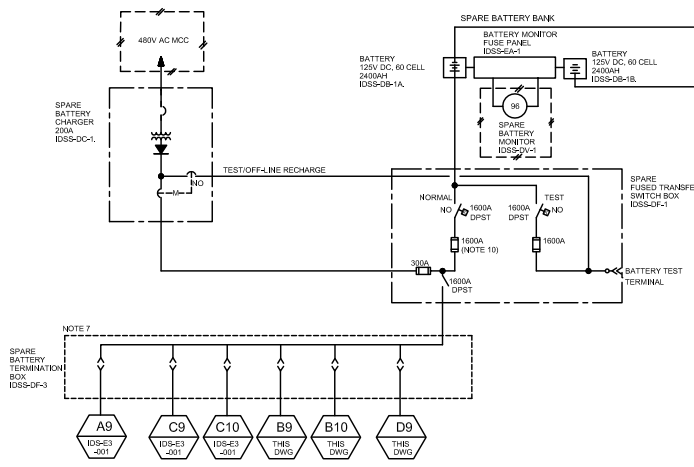 SPARE BATTERY BANK
480V AC MCC
BATTERY MONITOR
FUSE PANEL
IDSS-EA-1
BATTERY
125V DC, 60 CELL
2400AH
IDSS-DB-1A.
BATTERY
125V DC, 60 CELL
2400AH
IDSS-DB-1B.
96
SPARE
BATTERY
MONITOR
IDSS-DV-1
SPARE
BATTERY
CHARGER
200A
IDSS-DC-1.
NO
M
TEST/OFF-LINE RECHARGE
SPARE
FUSED TRANSFE
SWITCH BOX
IDSS-DF-1
NORMAL
NO
1600A
DPST
1600A
DPST
TEST
NO
1600A
(NOTE 10)
1600A
300A
1600A
DPST
BATTERY TEST
TERMINAL
NOTE 7
SPARE
BATTERY
TERMINATION
BOX
IDSS-DF-3
A9
IDS-E3
-001
C9
IDS-E3
-001
C10
IDS-E3
-001
B9
THIS
DWG
B10
THIS
DWG
D9
THIS
DWG